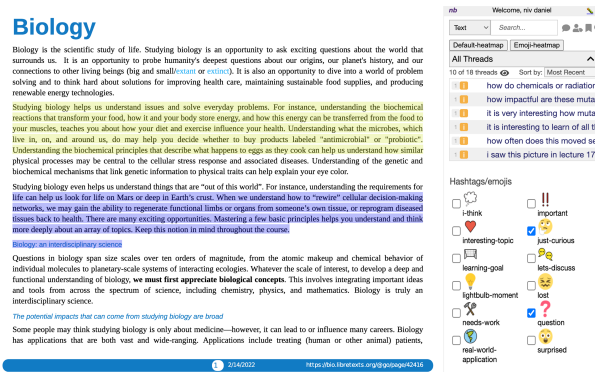 Biology
Biology is the scientific study of life. Studying biology is an opportunity to ask exciting questions about the world that
surrounds us. It is an opportunity to probe humanity's deepest questions about our origins, our planet's history, and our
connections to other living beings (big and small/extant or extinct). It is also an opportunity to dive into a world of problem
solving and to think hard about solutions for improving health care, maintaining sustainable food supplies, and producing
renewable energy technologies.
Studying biology helps us understand issues and solve everyday problems. For instance, understanding the biochemical
reactions that transform your food, how it and your body store energy, and how this energy can be transferred from the food to
your muscles, teaches you about how your diet and exercise influence your health. Understanding what the microbes, which
live in, on, and around us, do may help you decide whether to buy products labeled "antimicrobial" or "probiotic".
Understanding the biochemical principles that describe what happens to eggs as they cook can help us understand how similar
physical processes may be central to the cellular stress response and associated diseases. Understanding of the genetic and
biochemical mechanisms that link genetic information to physical traits can help explain your eye color.
Studying biology even helps us understand things that are “out of this world”. For instance, understanding the requirements for
life can help us look for life on Mars or deep in Earth’s crust. When we understand how to “rewire” cellular decision-making
networks, we may gain the ability to regenerate functional limbs or organs from someone’s own tissue, or reprogram diseased
tissues back to health. There are many exciting opportunities. Mastering a few basic principles helps you understand and think
more deeply about an array of topics. Keep this notion in mind throughout the course.
Biology: an interdisciplinary science
Questions in biology span size scales over ten orders of magnitude, from the atomic makeup and chemical behavior of
individual molecules to planetary-scale systems of interacting ecologies. Whatever the scale of interest, to develop a deep and
functional understanding of biology, we must first appreciate biological concepts. This involves integrating important ideas
and tools from across the spectrum of science, including chemistry, physics, and mathematics. Biology is truly an
interdisciplinary science.
The potential impacts that can come from studying biology are broad
Some people may think studying biology is only about medicine—however, it can lead to or influence many careers. Biology
has applications that are both vast and wide-ranging. Applications include treating (human or other animal) patients,
1 2/14/2022 https://bio.libretexts.org/@go/page/42416
nb Welcome, niv daniel
Text Search...
Default-heatmap Emoji-heatmap
All Threads
10 of 18 threads Sort by: Most Recent
1 how do chemicals or radiation
1 how impactful are these muta
1 it is very interesting how muta
1 it is interesting to learn of all t
1 how often does this moved se
1 i saw this picture in lecture 17
Hashtags/emojis
i-think important
interesting-topic just-curious
learning-goal lets-discuss
lightbulb-moment lost
needs-work question
real-world-
application surprised